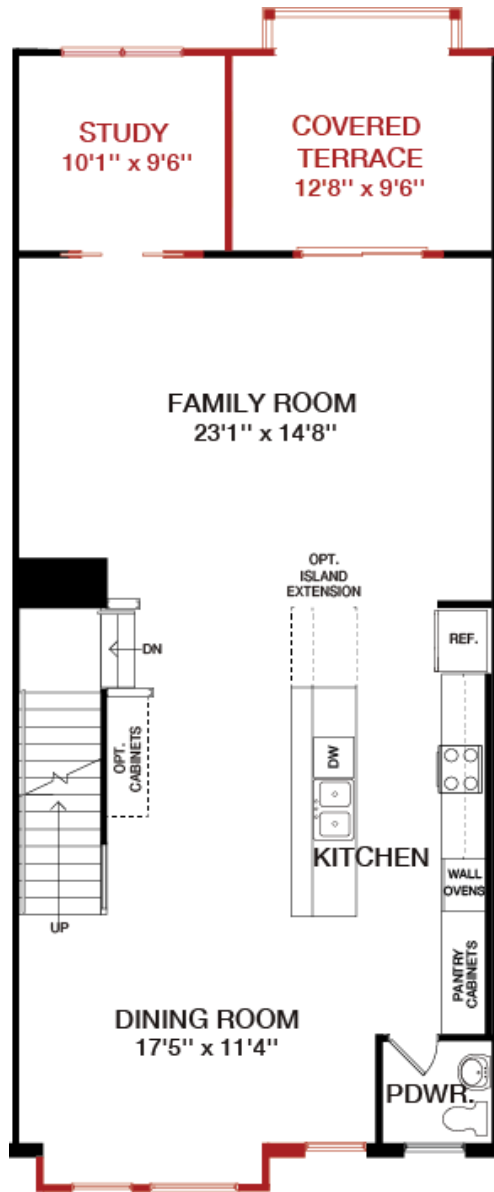 STUDY
10'1" x 9'6"
COVERED
TERRACE
12'8" x 9'6"
FAMILY ROOM
23'1" x 14'8"
OPT.
ISLAND
EXTENSION
REF.
DN
OPT.
CABINETS
DW
KITCHEN
WALL
OVENS
UP
PANTRY
CABINETS
DINING ROOM
17'5" x 11'4"
PDWR.